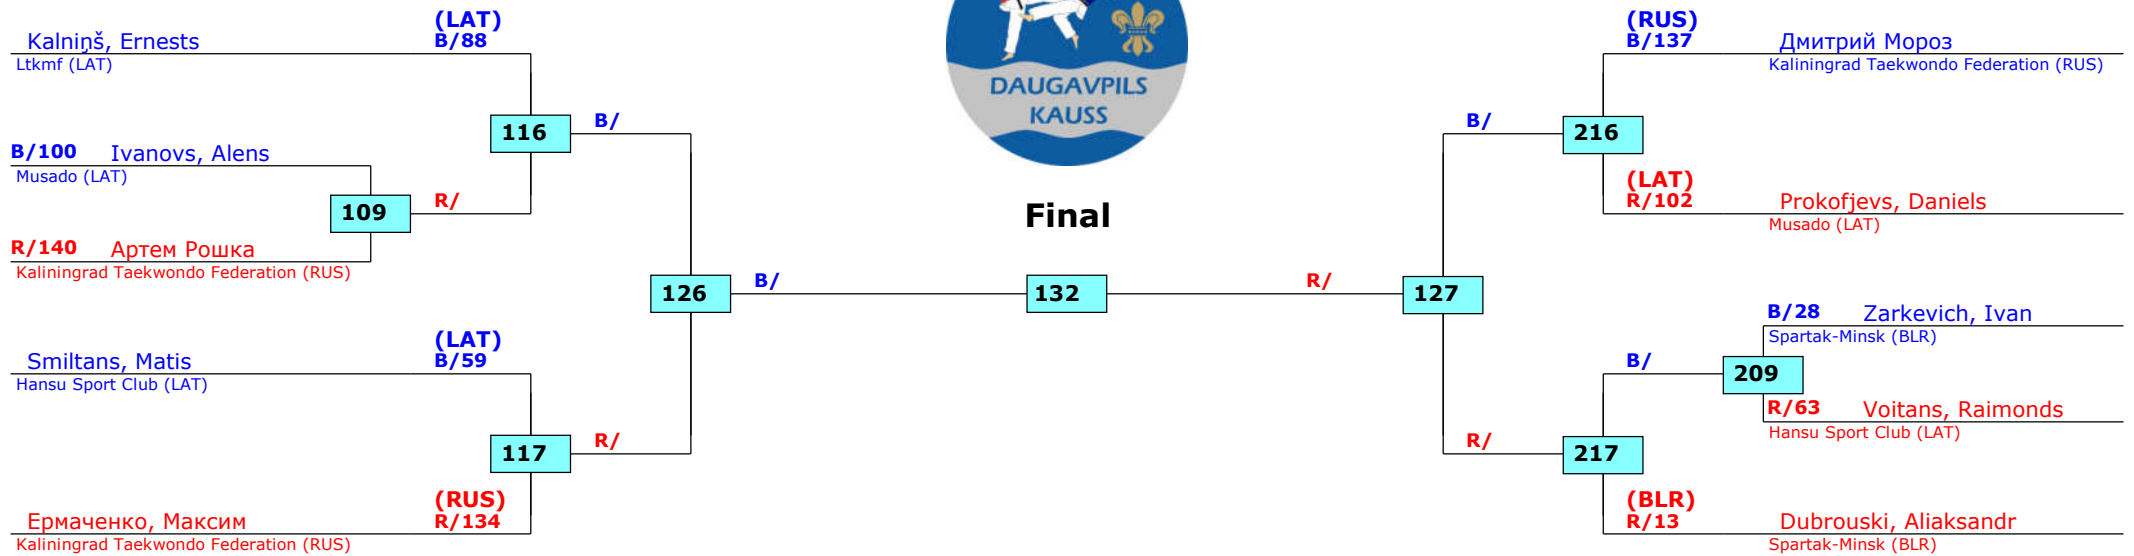 (LAT)
Kalniņš, Ernests B/88
Ltkmf (LAT)
116 B/
B/100 Ivanovs, Alens
Musado (LAT)
109 R/
R/140 Артем Рошка
Kaliningrad Taekwondo Federation (RUS)
126 B/
(LAT)
Smiltans, Matis B/59
Hansu Sport Club (LAT)
117 R/
(RUS)
Ермаченко, Максим R/134
Kaliningrad Taekwondo Federation (RUS)
DAUGAVPILS
KAUSS
Final
132
(RUS)
B/137 Дмитрий Мороз
Kaliningrad Taekwondo Federation (RUS)
B/ 216
(LAT)
R/102 Prokofjevs, Daniels
Musado (LAT)
R/ 127
B/28 Zarkevich, Ivan
Spartak-Minsk (BLR)
B/ 209
R/63 Voitans, Raimonds
Hansu Sport Club (LAT)
R/ 217
(BLR)
R/13 Dubrouski, Aliaksandr
Spartak-Minsk (BLR)